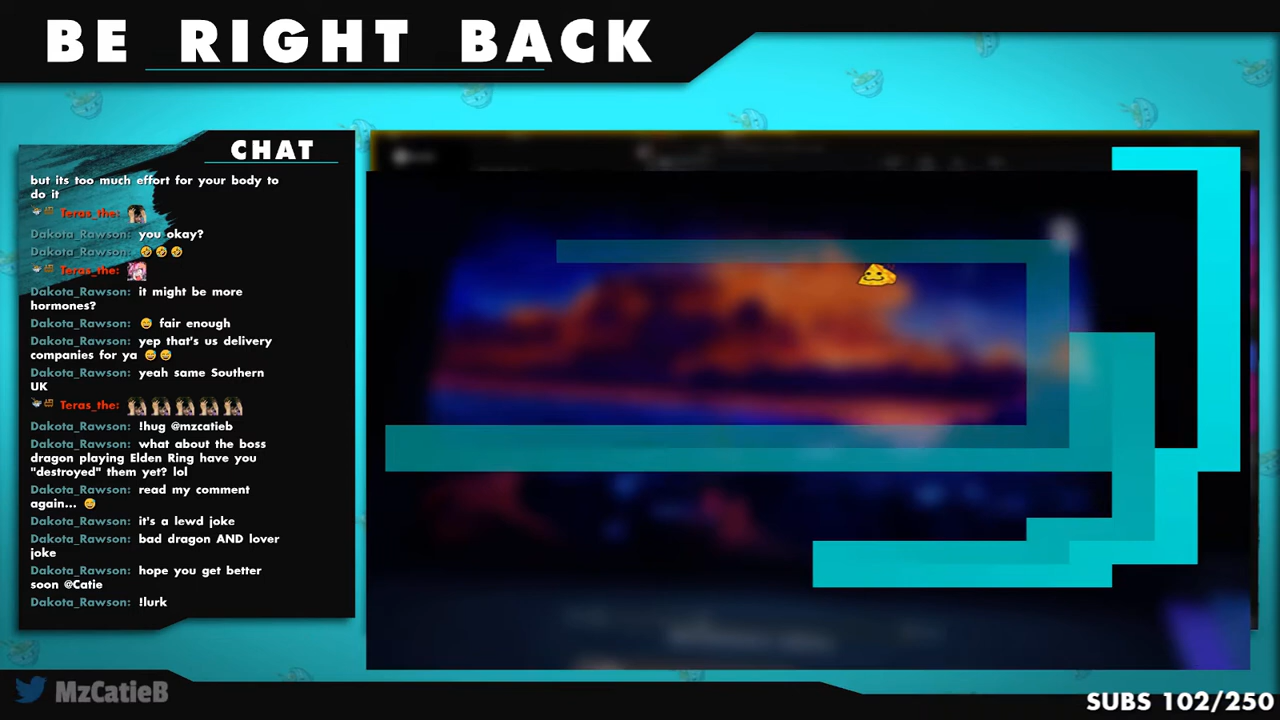 BE RIGHT BACK
CHAT
but its too much effort for your body to
do it
Teras_the:
Dakota_Rawson: you okay?
Dakota_Rawson: 🤣🤣🤣
Teras_the:
Dakota_Rawson: it might be more
hormones?
Dakota_Rawson: 😅 fair enough
Dakota_Rawson: yep that's us delivery
companies for ya 😅😅
Dakota_Rawson: yeah same Southern
UK
Teras_the:
Dakota_Rawson: !hug @mzcatieb
Dakota_Rawson: what about the boss
dragon playing Elden Ring have you
"destroyed" them yet? lol
Dakota_Rawson: read my comment
again... 😅
Dakota_Rawson: it's a lewd joke
Dakota_Rawson: bad dragon AND lover
joke
Dakota_Rawson: hope you get better
soon @Catie
Dakota_Rawson: !lurk
MzCatieB
SUBS 102/250